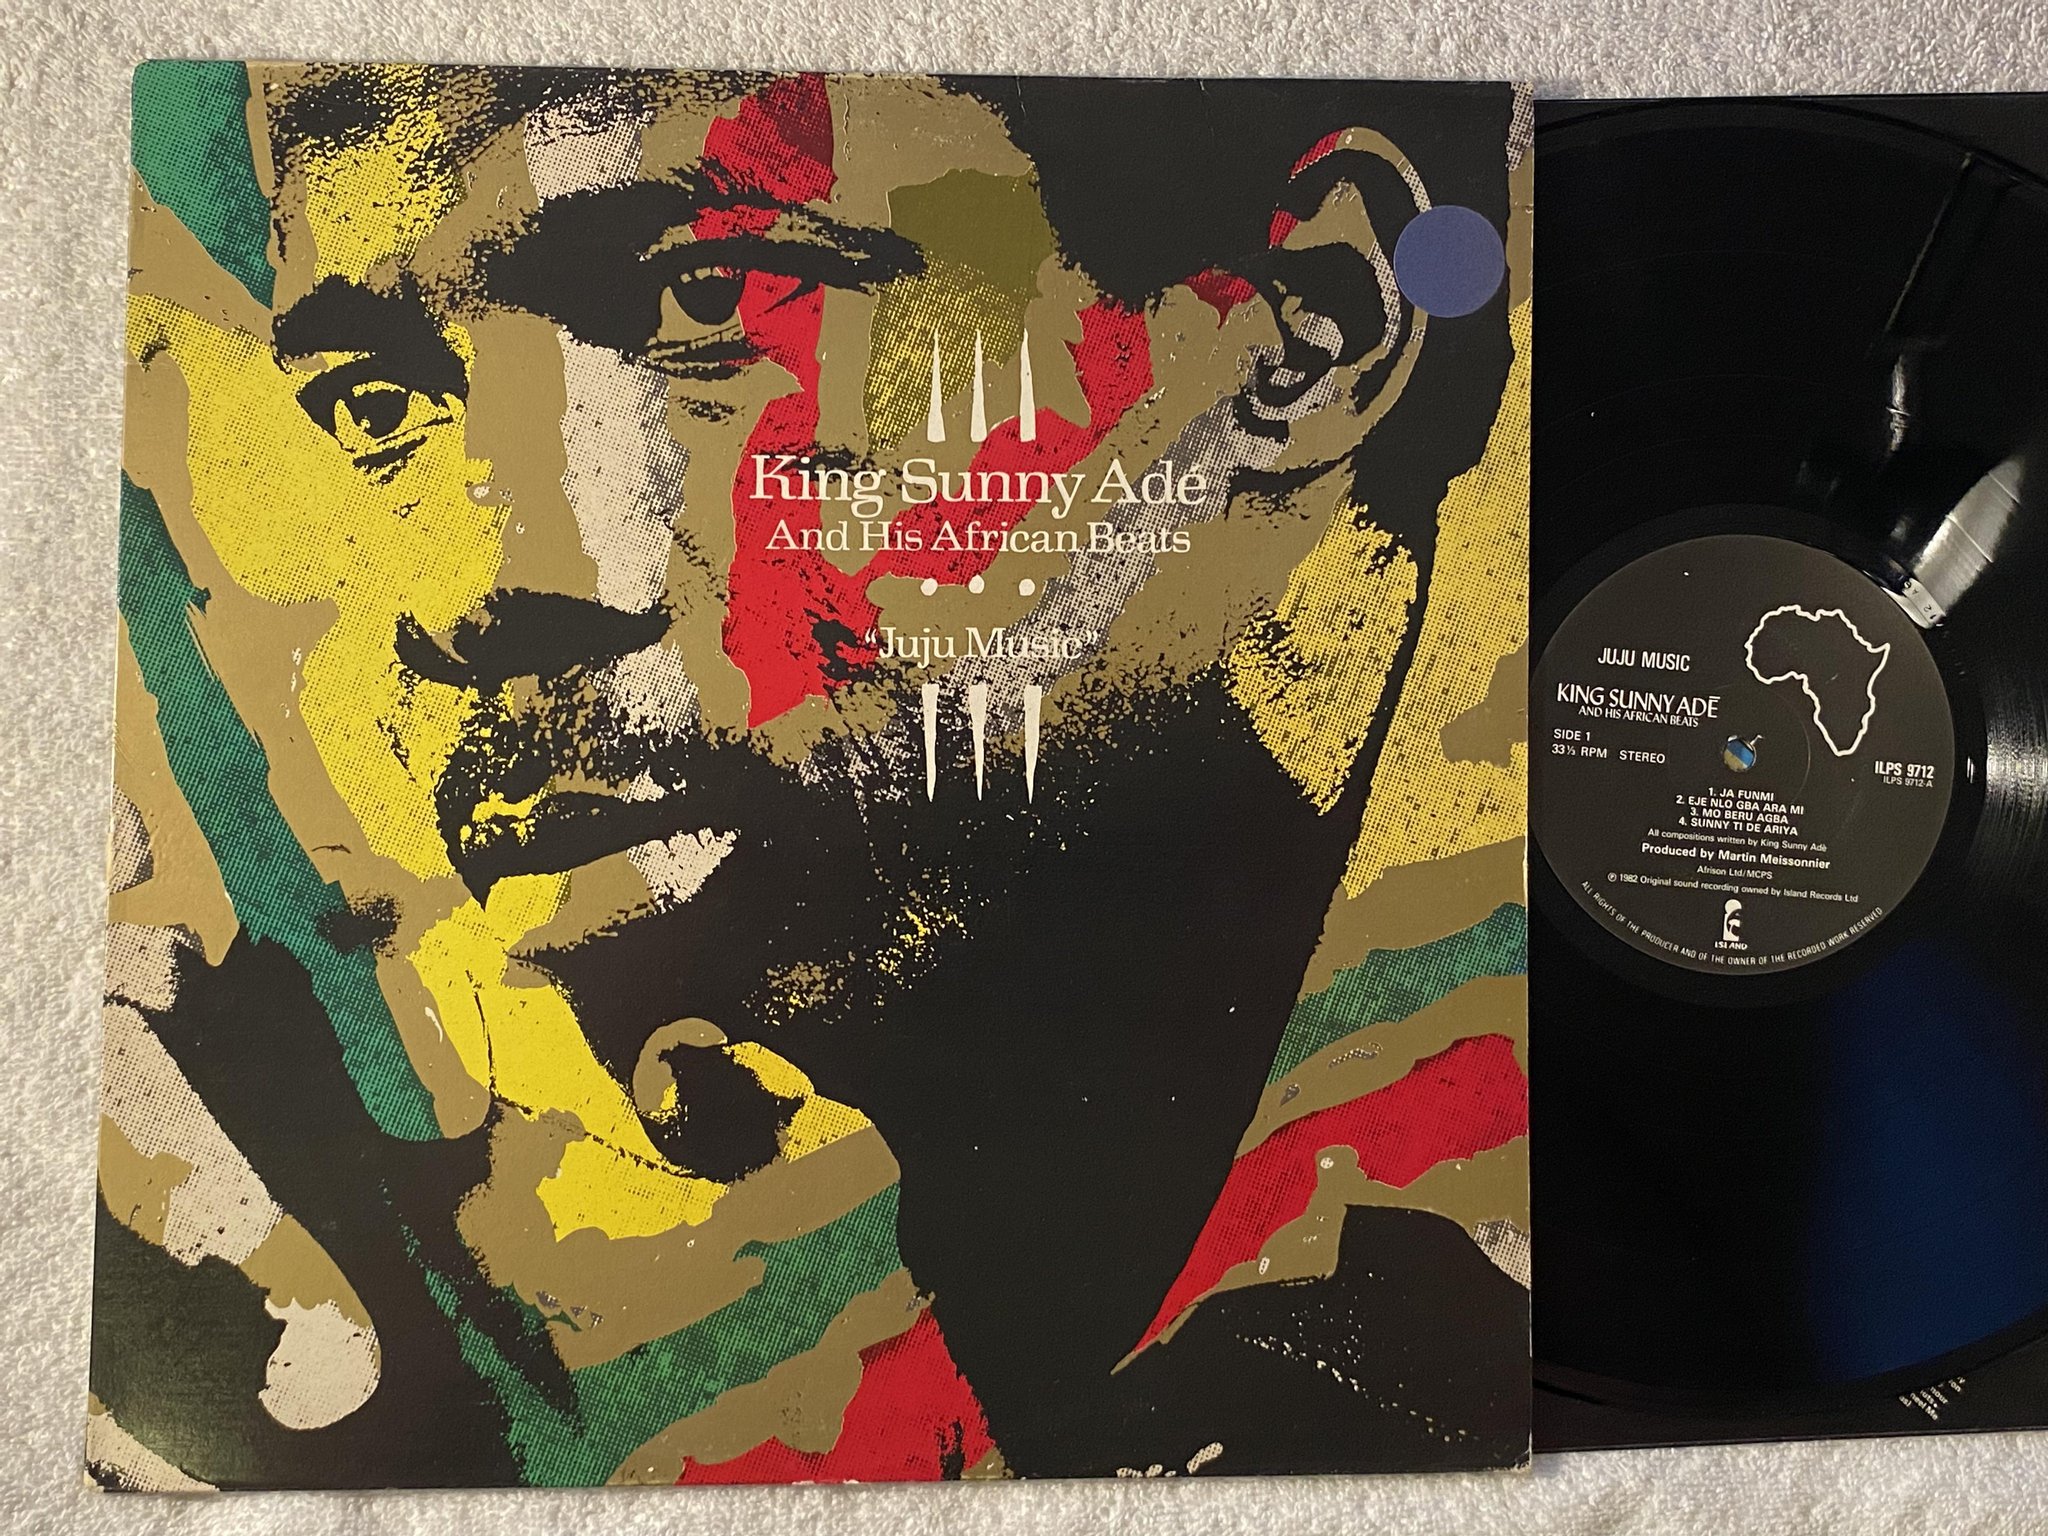 King Sunny Adé
And His African Beats
"Juju Music"
JUJU MUSIC
KING SUNNY ADĒ
AND HIS AFRICAN BEATS
SIDE 1
33⅓ RPM STEREO
ILPS 9712
ILPS 9712-A
1. JA FUNMI
2. EJE NLO GBA ARA MI
3. MO BERU AGBA
4. SUNNY TI DE ARIYA
All compositions written by King Sunny Adè
Produced by Martin Meissonnier
Afrison Ltd/MCPS
℗ 1982 Original sound recording owned by Island Records Ltd
ISLAND
ALL RIGHTS OF THE PRODUCER AND OF THE OWNER OF THE RECORDED WORK RESERVED